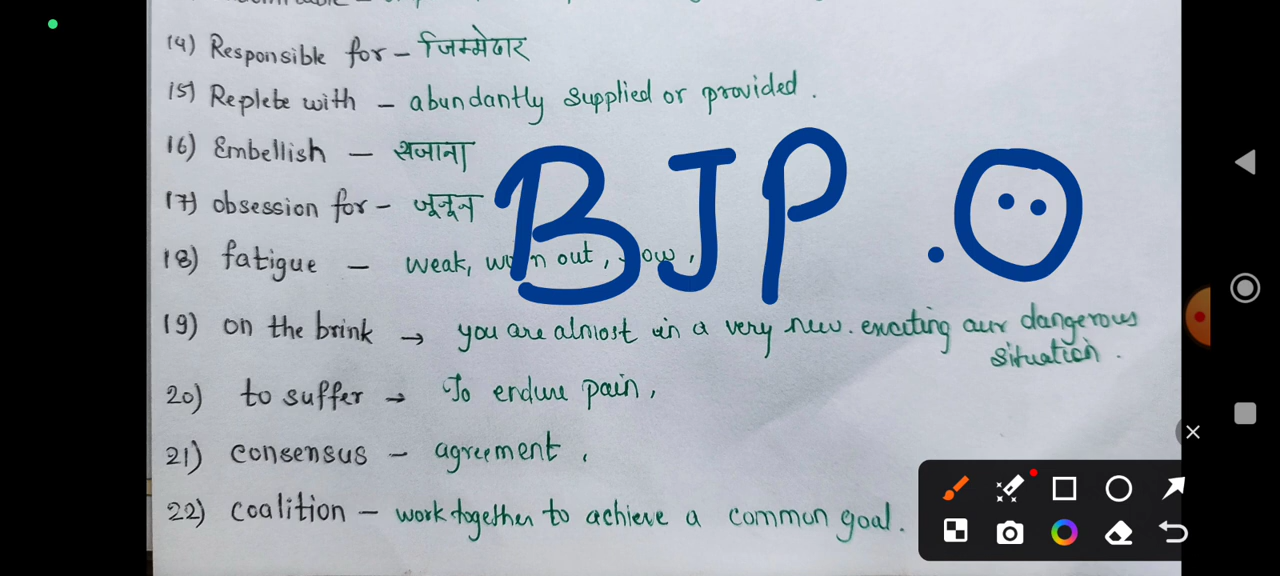 14) Responsible for – जिम्मेदार
15) Replete with – abundantly supplied or provided.
16) Embellish – सजाना
17) obsession for – जूनून
BJP.
18) fatigue – weak, worn out,
19) on the brink → you are almost in a very new. exciting our dangerous
situation.
20) to suffer → To endure pain,
21) consensus – agreement,
22) coalition – work together to achieve a common goal.